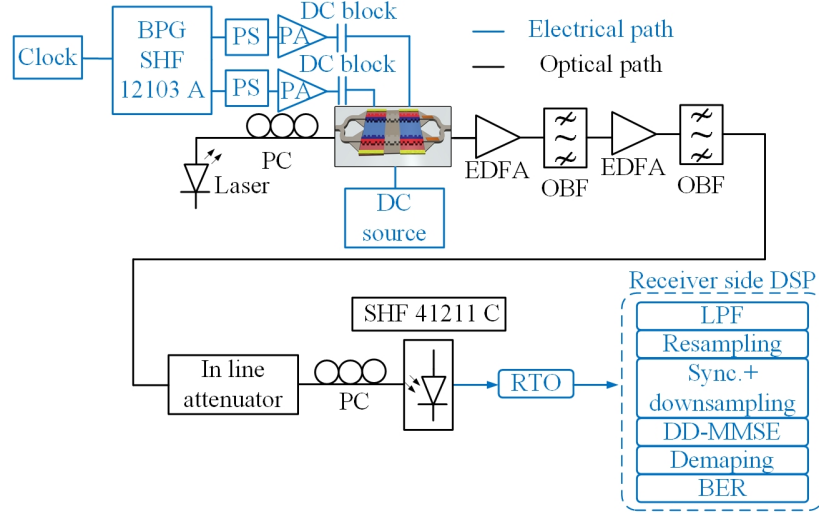 DC block
BPG
SHF
12103 A
PS
PA
Clock
DC block
PS
PA
Electrical path
Optical path
PC
Laser
EDFA
OBF
EDFA
OBF
DC
source
Receiver side DSP
SHF 41211 C
LPF
Resampling
In line
attenuator
PC
RTO
Sync.+
downsampling
DD-MMSE
Demaping
BER